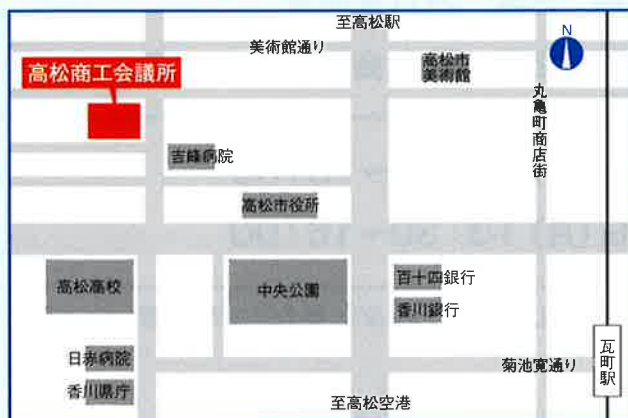 至高松駅
N
美術館通り
高松市
美術館
高松商工会議所
丸亀町商店街
吉峰病院
高松市役所
高松高校
中央公園
百十四銀行
香川銀行
日赤病院
香川県庁
菊池寛通り
瓦町駅
至高松空港